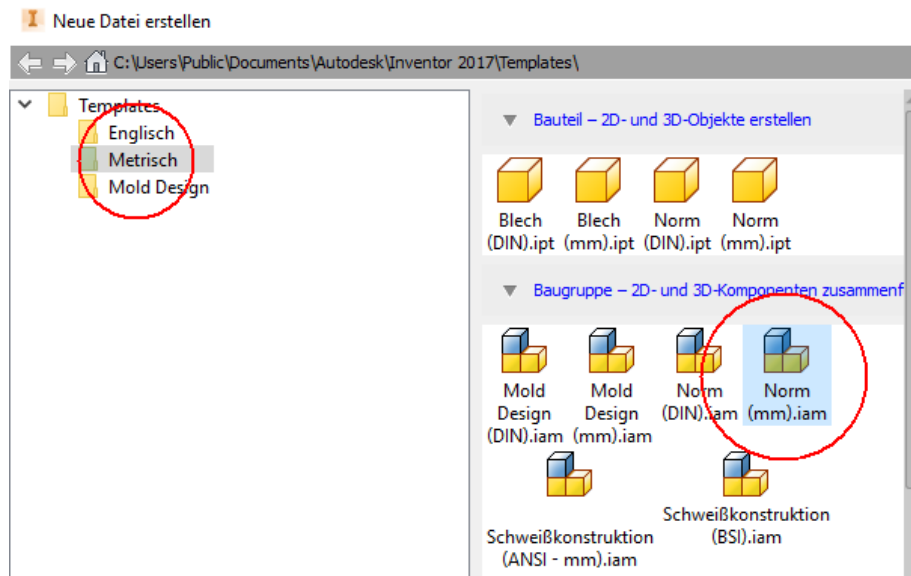 Neue Datei erstellen
C:\Users\Public\Documents\Autodesk\Inventor 2017\Templates\
Templates
Englisch
Metrisch
Mold Design
Bauteil – 2D- und 3D-Objekte erstellen
Blech (DIN).ipt
Blech (mm).ipt
Norm (DIN).ipt
Norm (mm).ipt
Baugruppe – 2D- und 3D-Komponenten zusammenf
Mold Design (DIN).iam
Mold Design (mm).iam
Norm (DIN).iam
Norm (mm).iam
Schweißkonstruktion (ANSI - mm).iam
Schweißkonstruktion (BSI).iam